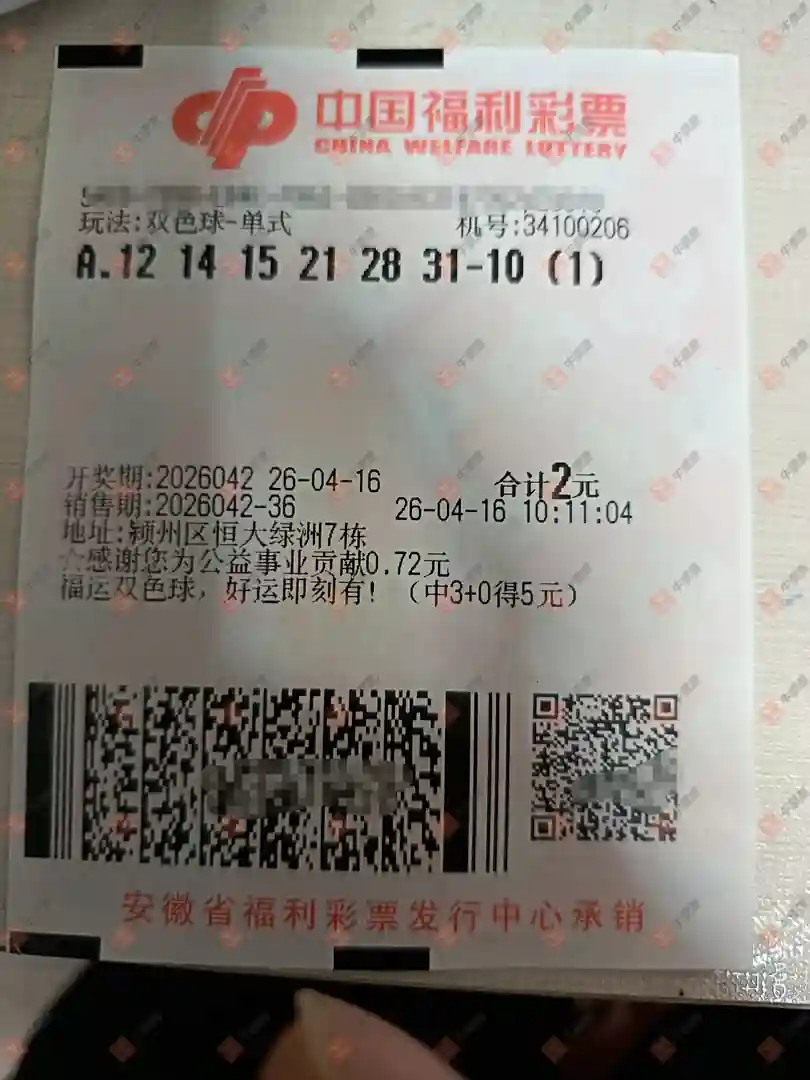 中国福利彩票
CHINA WELFARE LOTTERY
玩法:双色球-单式 机号:34100206
A.12 14 15 21 28 31-10 (1)
开奖期:2026042 26-04-16 合计2元
销售期:2026042-36 26-04-16 10:11:04
地址:颍州区恒大绿洲7栋
☆感谢您为公益事业贡献0.72元
福运双色球，好运即刻有! （中3+0得5元）
安徽省福利彩票发行中心承销